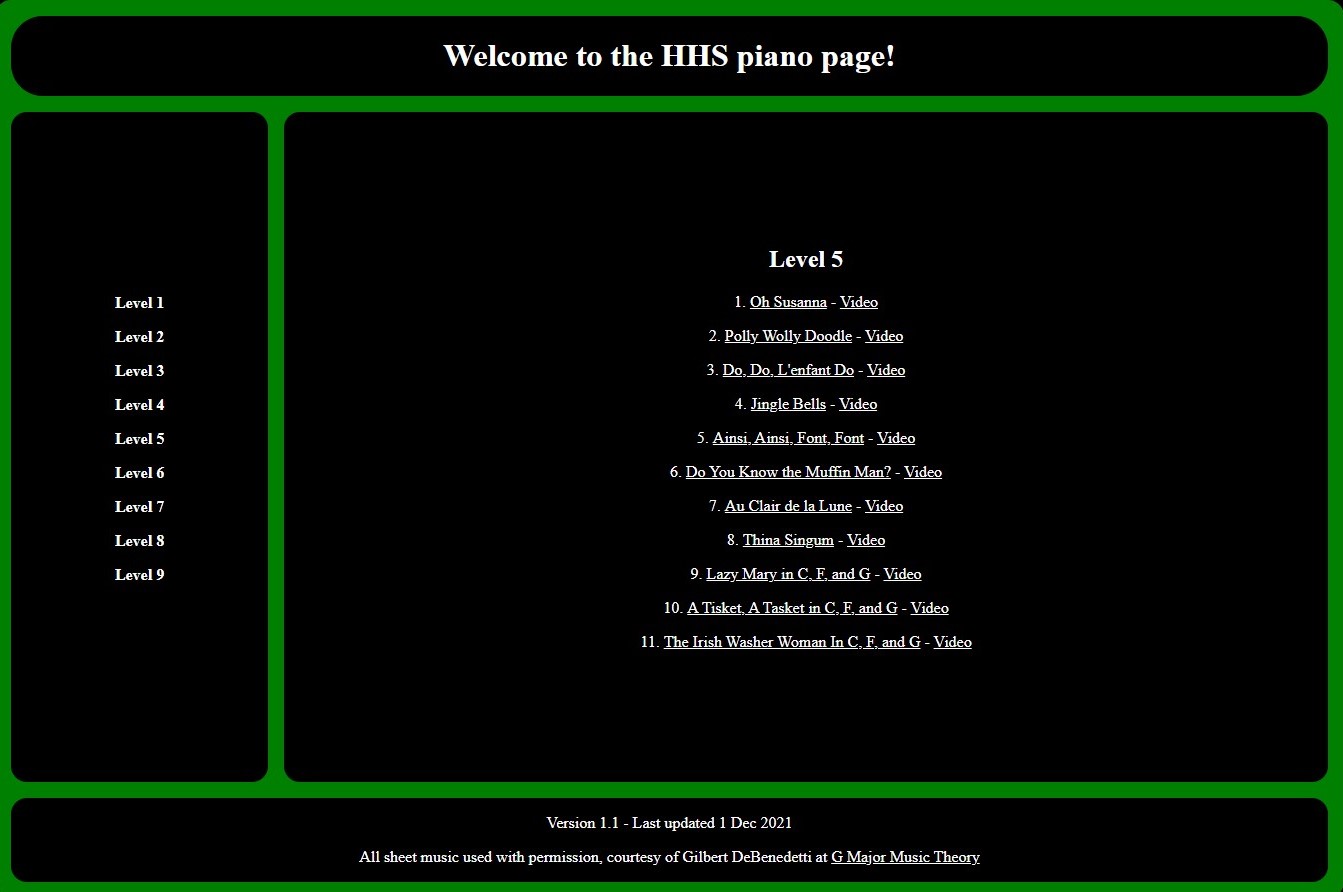 Welcome to the HHS piano page!
Level 1
Level 2
Level 3
Level 4
Level 5
Level 6
Level 7
Level 8
Level 9
Level 5
1. Oh Susanna - Video
2. Polly Wolly Doodle - Video
3. Do, Do, L'enfant Do - Video
4. Jingle Bells - Video
5. Ainsi, Ainsi, Font, Font - Video
6. Do You Know the Muffin Man? - Video
7. Au Clair de la Lune - Video
8. Thina Singum - Video
9. Lazy Mary in C, F, and G - Video
10. A Tisket, A Tasket in C, F, and G - Video
11. The Irish Washer Woman In C, F, and G - Video
Version 1.1 - Last updated 1 Dec 2021
All sheet music used with permission, courtesy of Gilbert DeBenedetti at G Major Music Theory